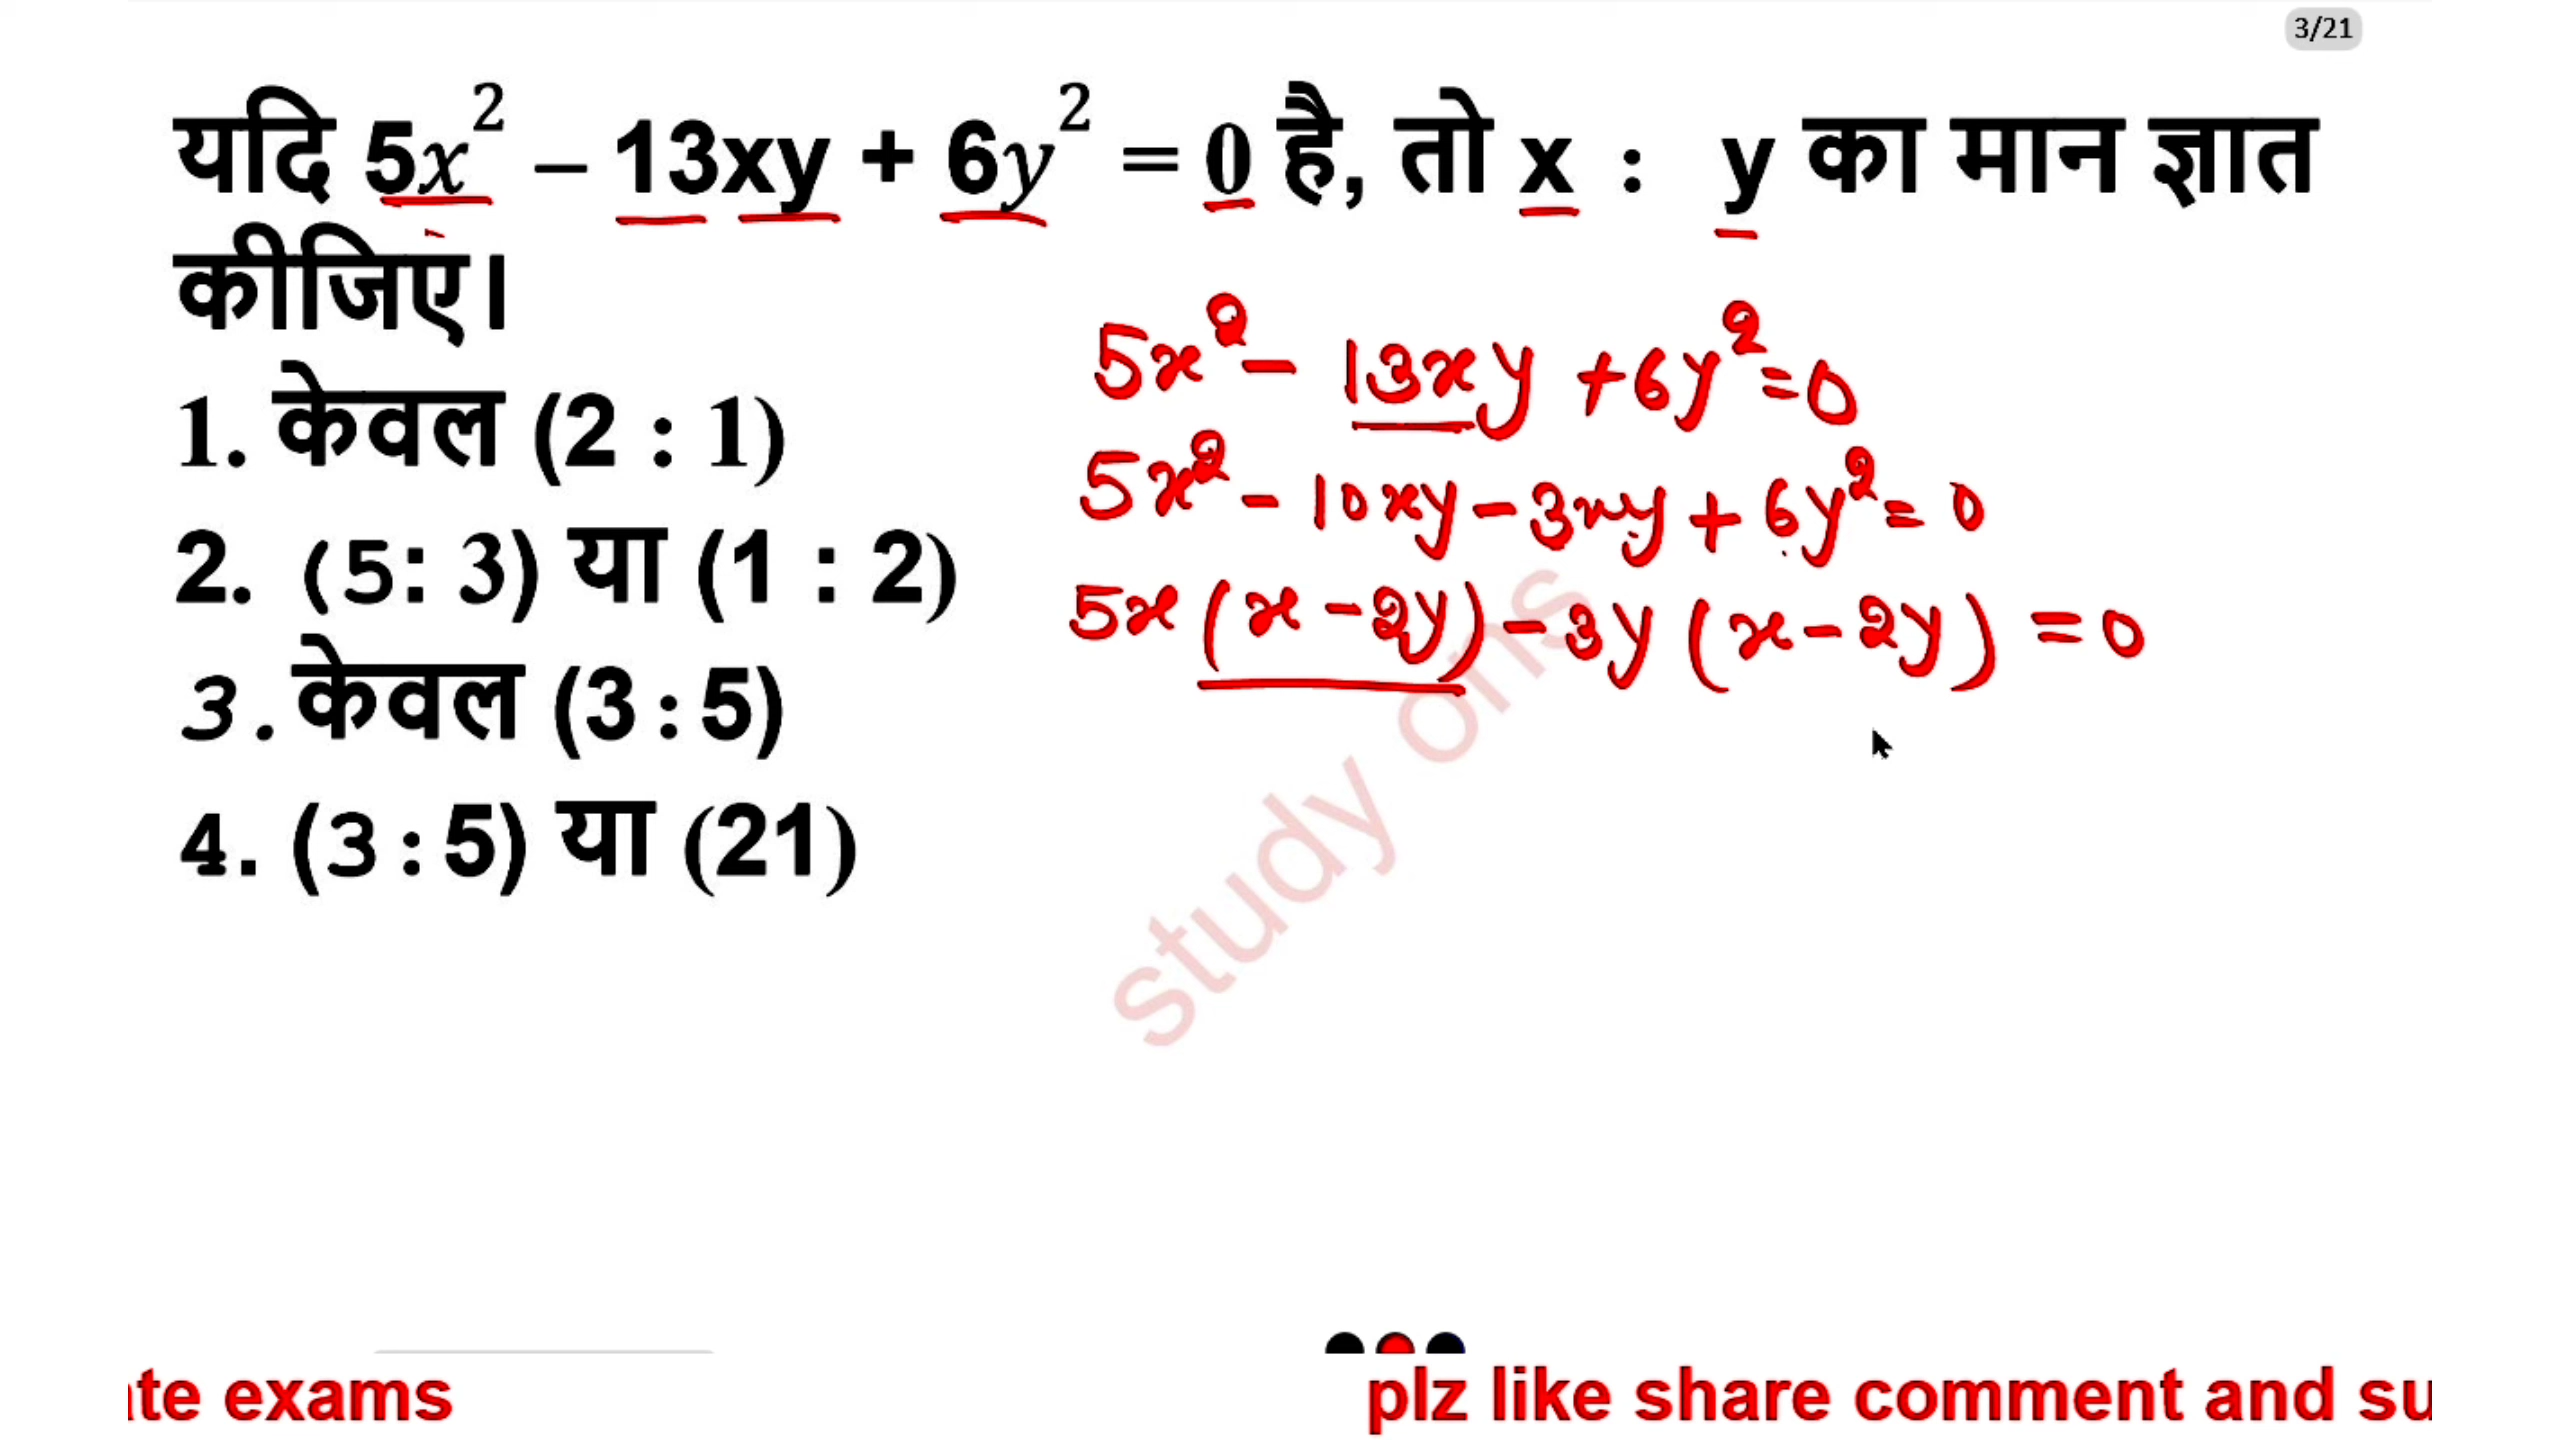 3/21
यदि 5x² – 13xy + 6y² = 0 है, तो x : y का मान ज्ञात
कीजिए।
1. केवल (2 : 1)
2. (5: 3) या (1 : 2)
3.केवल (3:5)
4. (3:5) या (21)
5x² - 13xy +6y²=0
5x² - 10xy - 3xy + 6y² = 0
5x (x-2y) - 3y (x-2y) = 0
study ons
te exams
plz like share comment and su